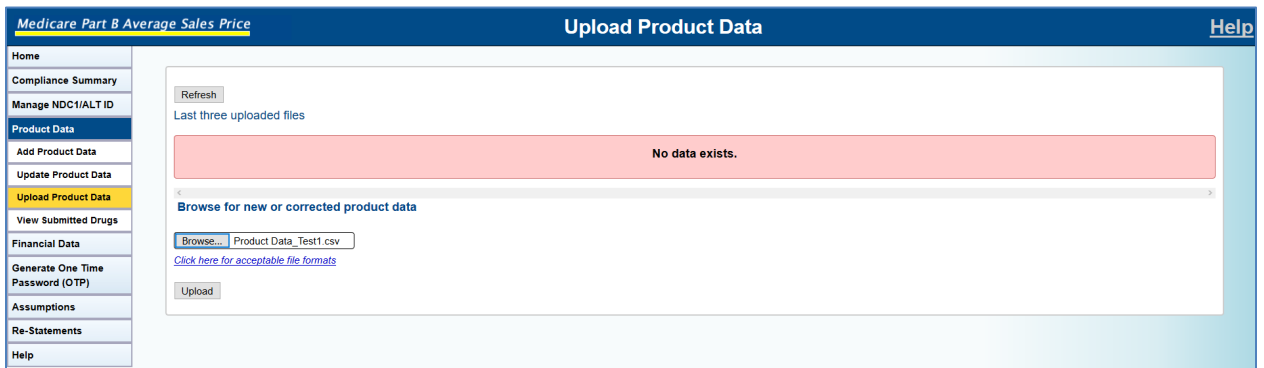 Medicare Part B Average Sales Price
Upload Product Data
Help
Home
Compliance Summary
Manage NDC1/ALT ID
Product Data
Add Product Data
Update Product Data
Upload Product Data
View Submitted Drugs
Financial Data
Generate One Time
Password (OTP)
Assumptions
Re-Statements
Help
Refresh
Last three uploaded files
No data exists.
Browse for new or corrected product data
Browse... Product Data_Test1.csv
Click here for acceptable file formats
Upload